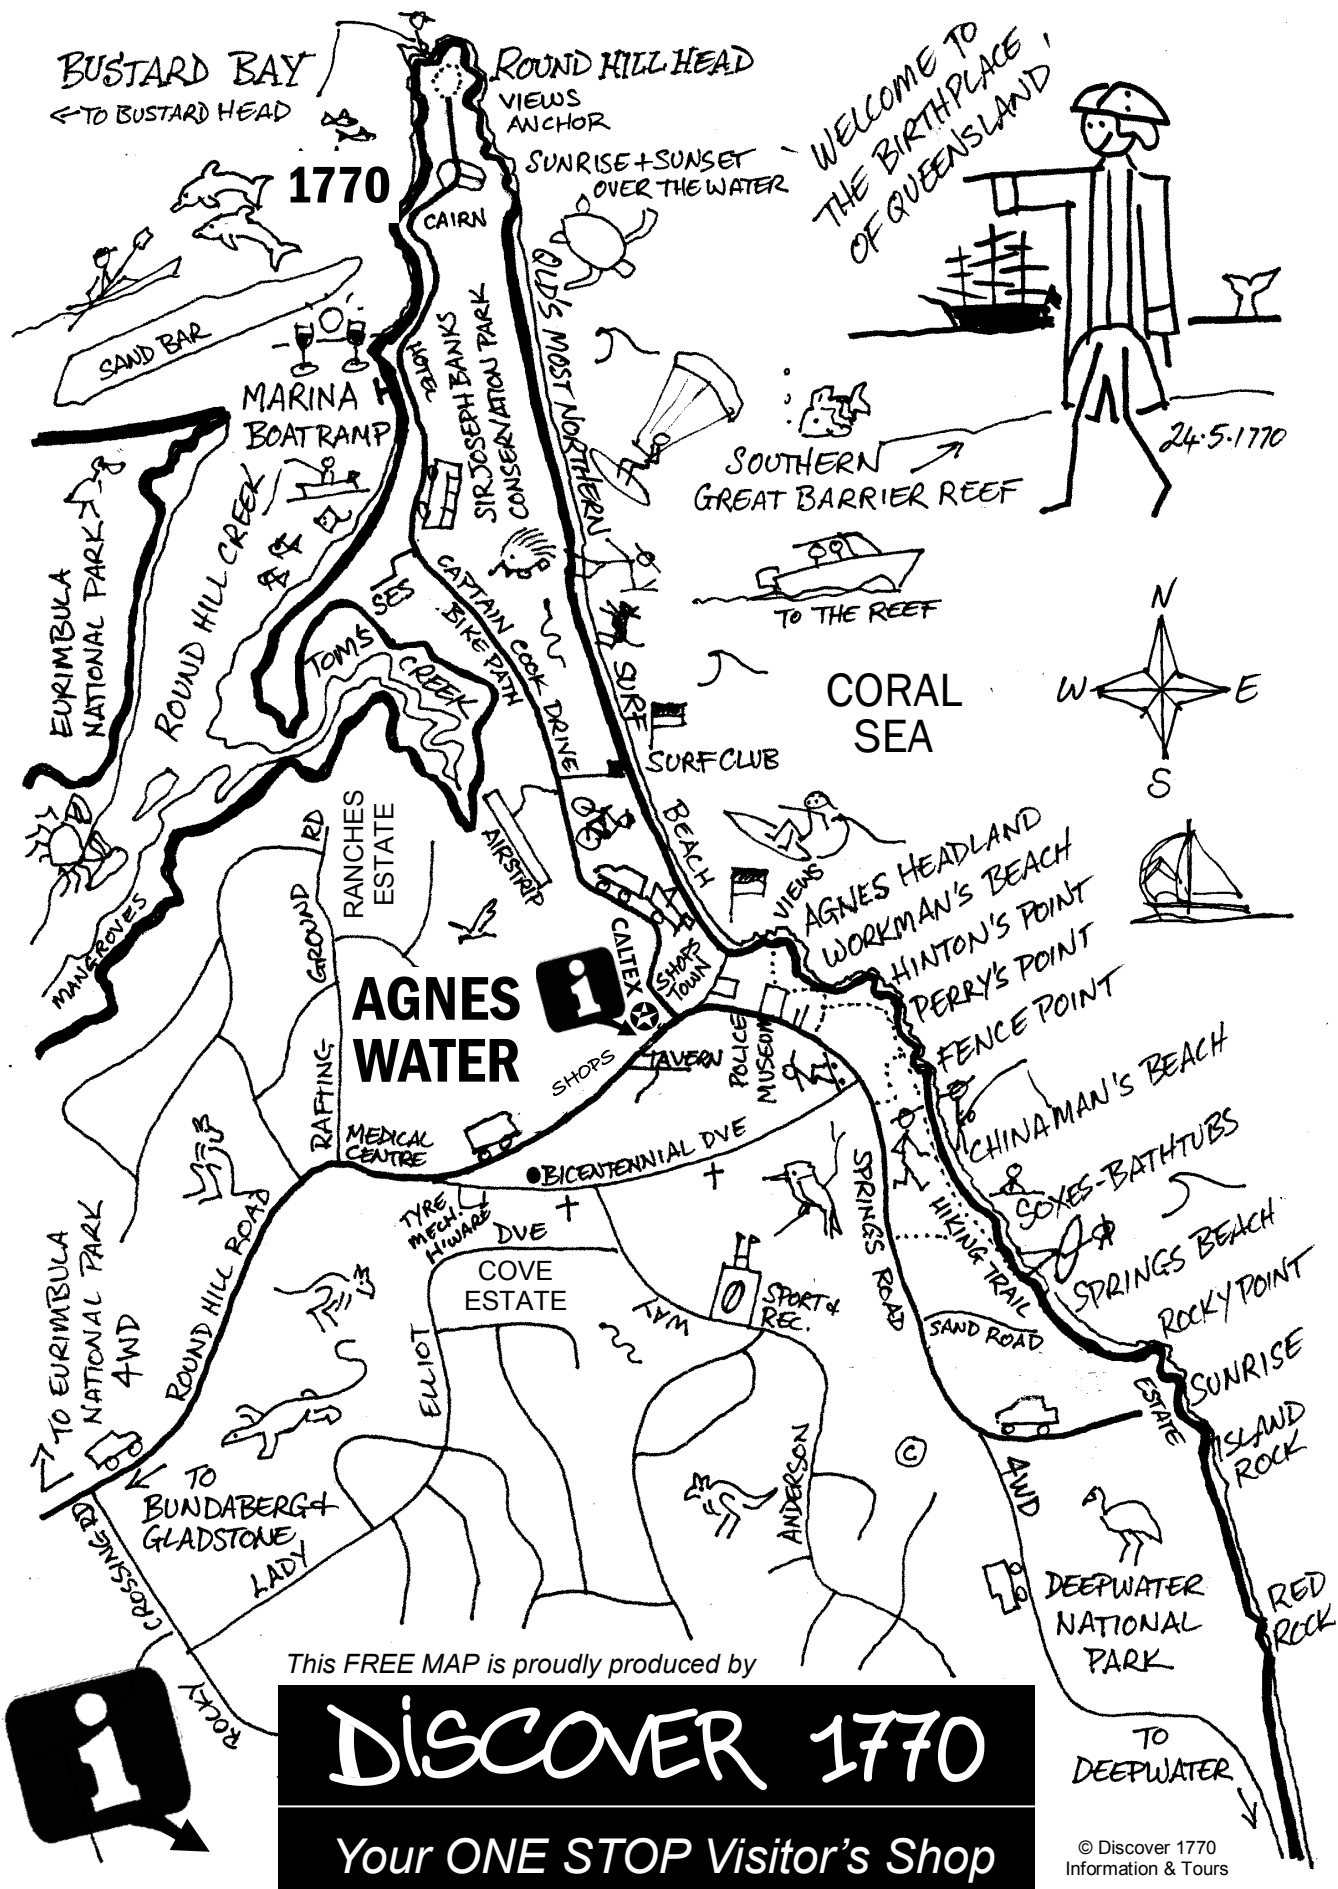 BUSTARD BAY
← TO BUSTARD HEAD
ROUND HILL HEAD
VIEWS
ANCHOR
SUNRISE + SUNSET
OVER THE WATER
WELCOME TO
THE BIRTHPLACE
OF QUEENSLAND
1770
CAIRN
SAND BAR
MARINA
BOATRAMP
HOTEL
SIR JOSEPH BANKS
CONSERVATION PARK
QLD'S MOST NORTHERN
SURF
BEACH
24·5·1770
SOUTHERN
GREAT BARRIER REEF
TO THE REEF
EURIMBULA
NATIONAL PARK
ROUND HILL CREEK
SES
TOM'S
CREEK
CAPTAIN COOK DRIVE
BIKE PATH
SURF CLUB
CORAL
SEA
N
W
E
S
MANGROVES
RANCHES
ESTATE
AIRSTRIP
VIEWS
AGNES HEADLAND
WORKMAN'S BEACH
HINTON'S POINT
PERRY'S POINT
FENCE POINT
CHINAMAN'S BEACH
SOXES-BATHTUBS
SPRINGS BEACH
ROCKY POINT
SUNRISE
ESTATE
ISLAND
ROCK
RED
ROCK
AGNES
WATER
i
CALTEX
SHOPS
TOWN
SHOPS
TAVERN
POLICE
MUSEUM
RAFTING
GROUND
RD
MEDICAL
CENTRE
BICENTENNIAL DVE
SPRINGS ROAD
HIKING TRAIL
SAND ROAD
TYRE
MECH.
H'WARE
DVE
COVE
ESTATE
ELLIOT
WAY
SPORT &
REC.
ANDERSON
©
TO EURIMBULA
NATIONAL PARK
4WD
ROUND HILL ROAD
TO
BUNDABERG &
GLADSTONE
LADY
CROSSING RD
ROCKY
4WD
DEEPWATER
NATIONAL
PARK
TO
DEEPWATER
i
This FREE MAP is proudly produced by
DISCOVER 1770
Your ONE STOP Visitor's Shop
© Discover 1770
Information & Tours